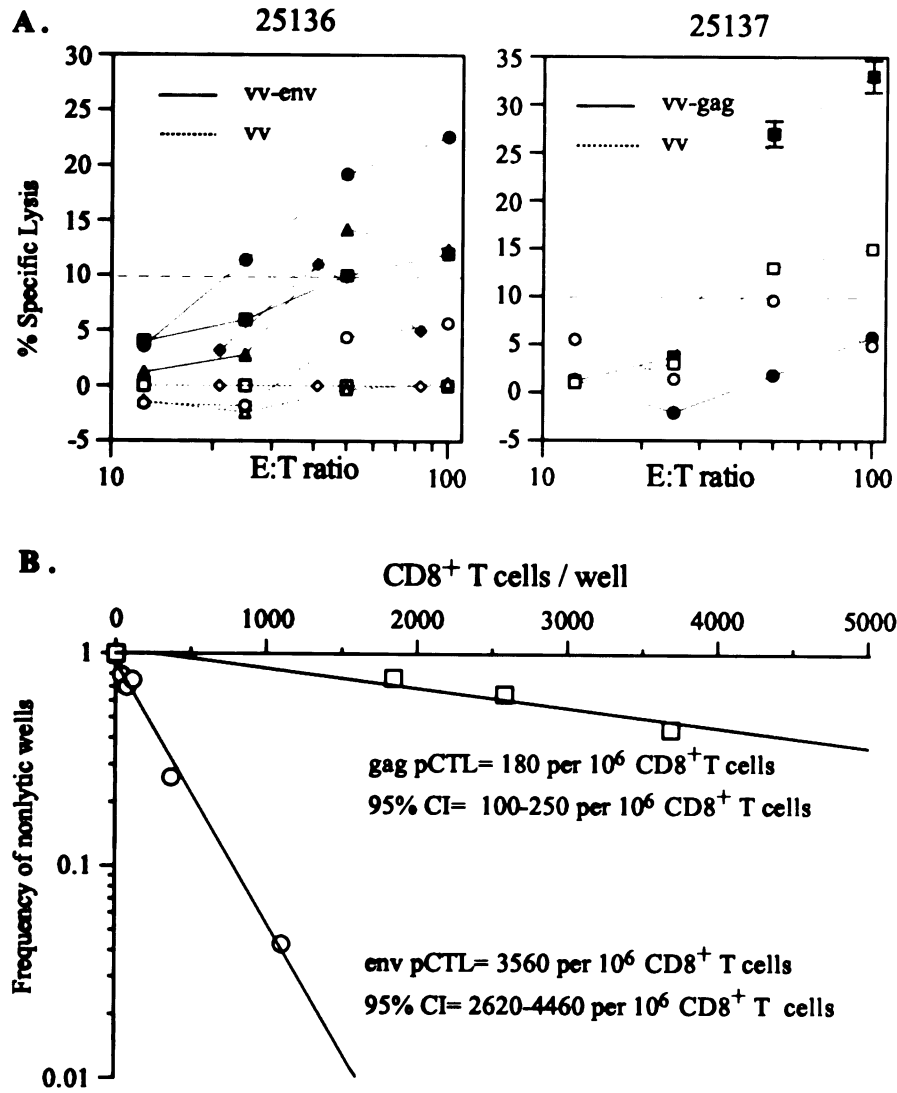 A.
25136
25137
30
25
20
15
10
5
0
-5
% Specific Lysis
vv-env
vv
10
E:T ratio
100
35
30
25
20
15
10
5
0
-5
vv-gag
vv
10
E:T ratio
100
B.
CD8+ T cells / well
0 1000 2000 3000 4000 5000
1
0.1
0.01
Frequency of nonlytic wells
gag pCTL= 180 per 10⁶ CD8⁺T cells
95% CI= 100-250 per 10⁶ CD8⁺ T cells
env pCTL= 3560 per 10⁶ CD8⁺ T cells
95% CI= 2620-4460 per 10⁶ CD8⁺ T cells